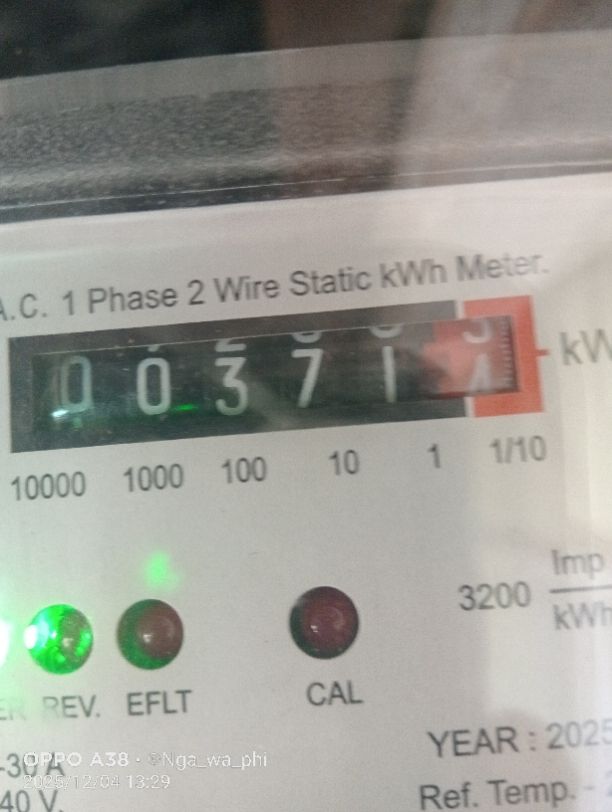 A.C. 1 Phase 2 Wire Static kWh Meter.
0 0 3 7 1 4 kW
10000 1000 100 10 1 1/10
3200 Imp
kWh
REV. EFLT CAL
-30 A
YEAR : 2025
40 V.
Ref. Temp. -
OPPO A38 · @Nga_wa_phi
2025/12/04 13:29